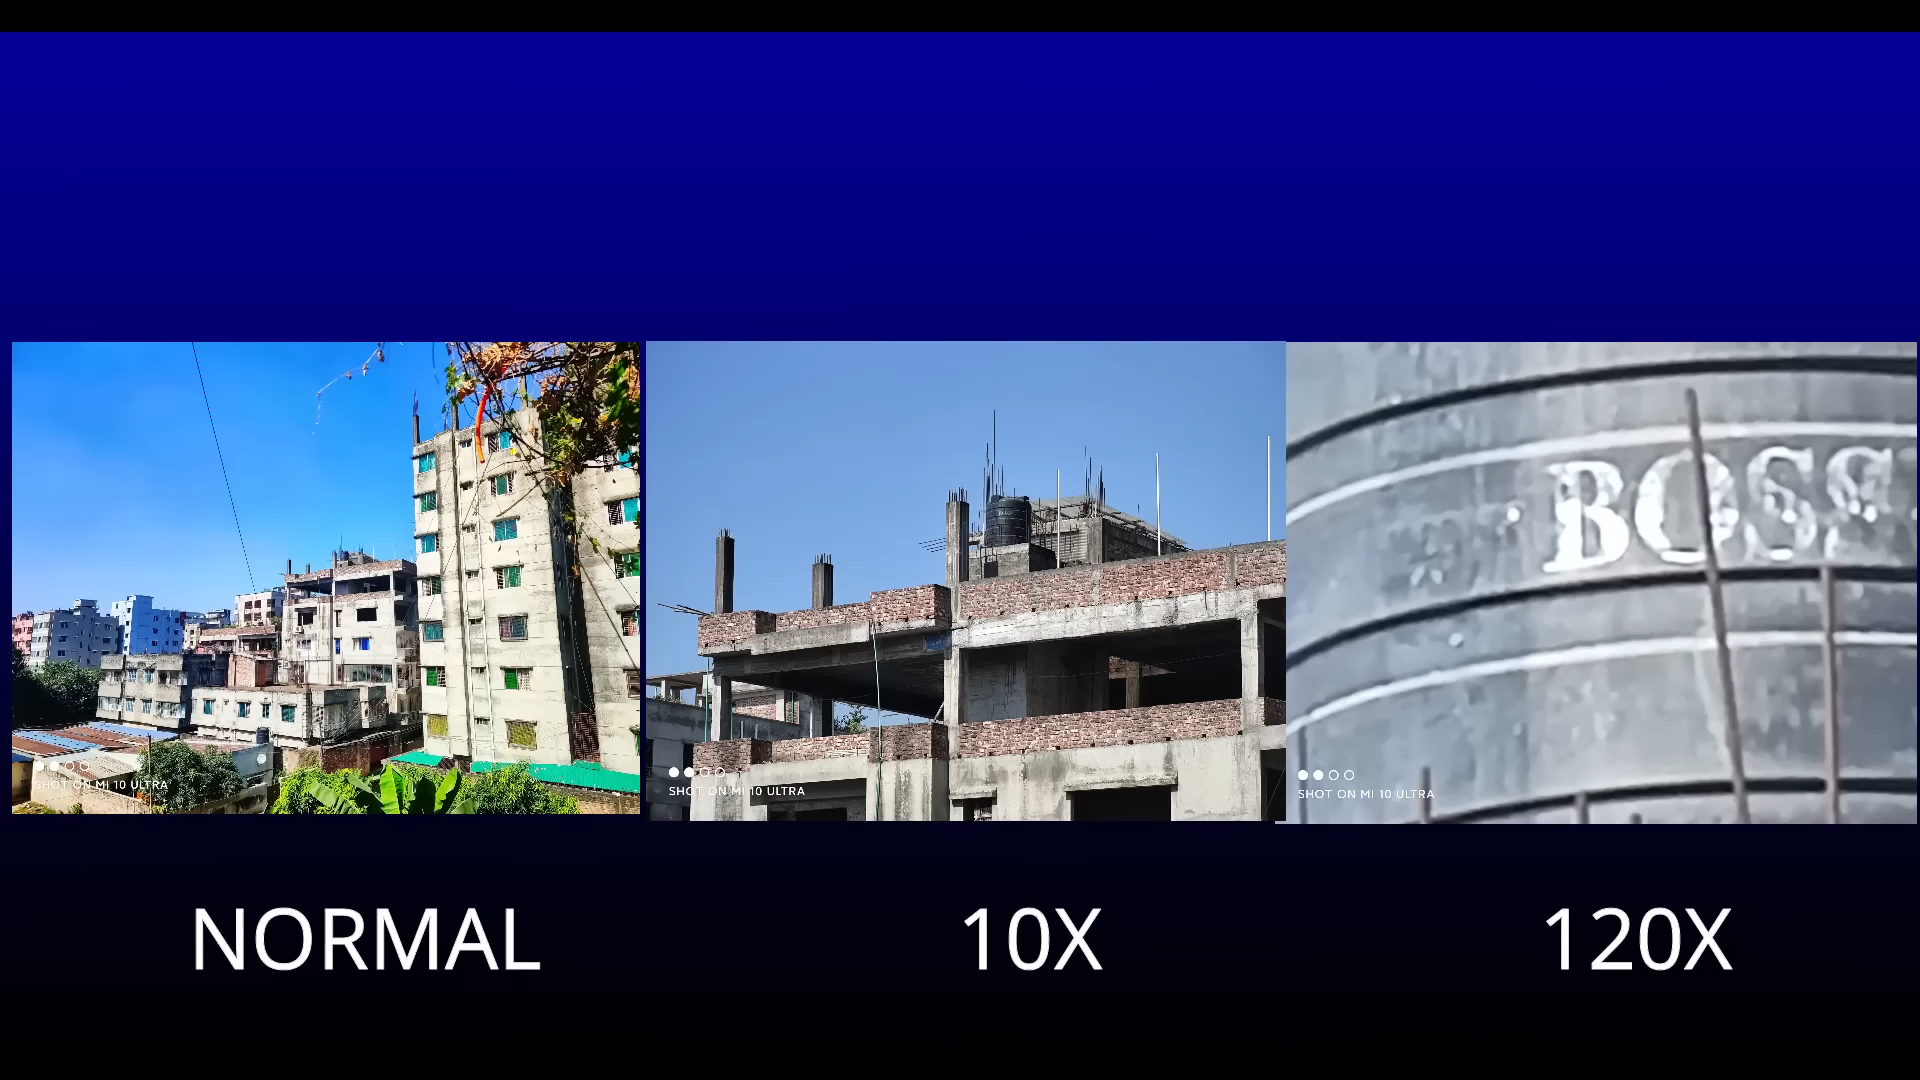 SHOT ON MI 10 ULTRA
SHOT ON MI 10 ULTRA
BOSS
SHOT ON MI 10 ULTRA
NORMAL
10X
120X